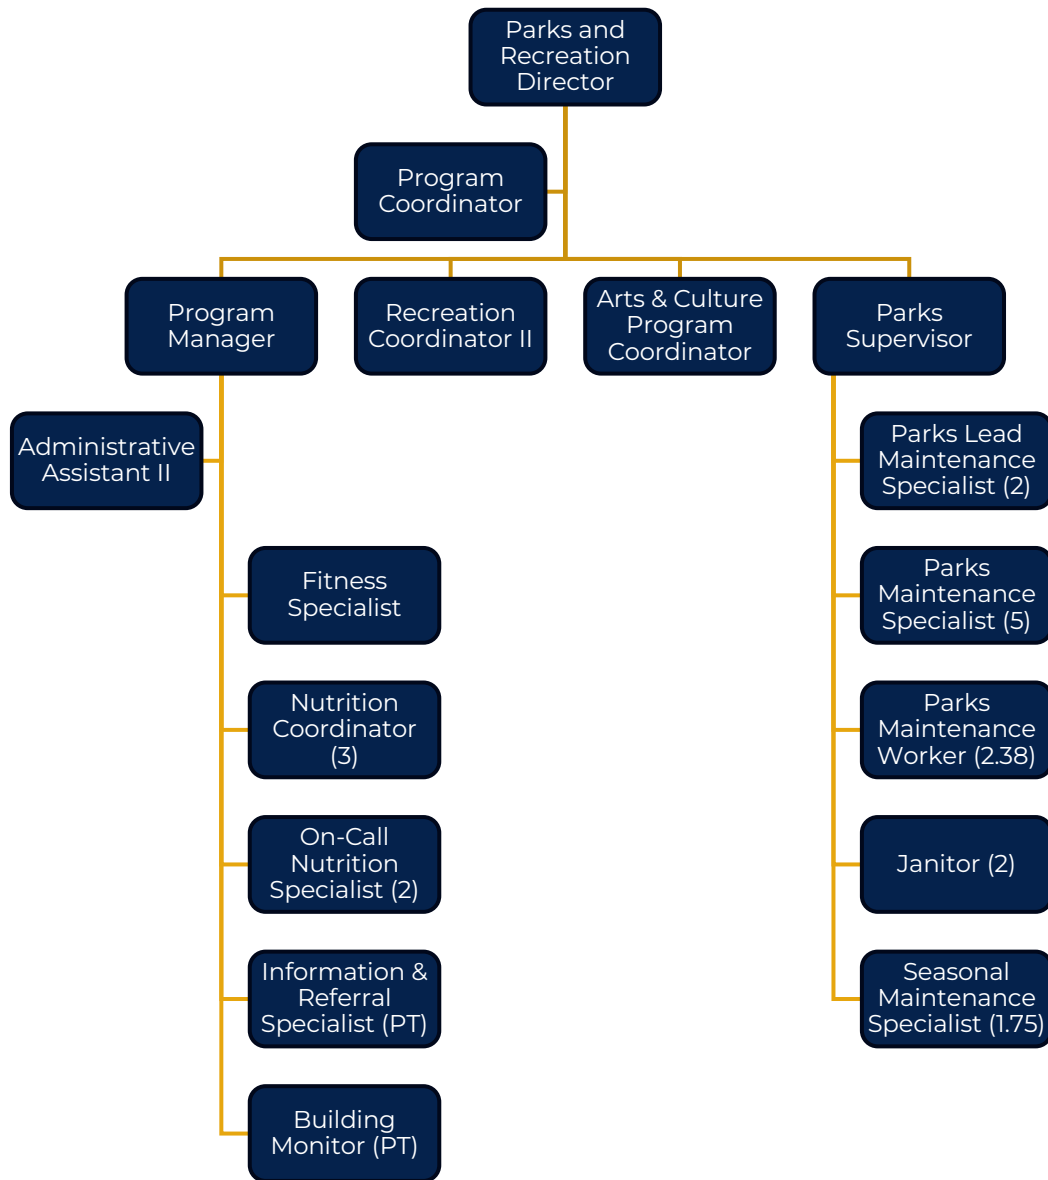 Parks and
Recreation
Director
Program
Coordinator
Program
Manager
Recreation
Coordinator II
Arts & Culture
Program
Coordinator
Parks
Supervisor
Administrative
Assistant II
Fitness
Specialist
Nutrition
Coordinator
(3)
On-Call
Nutrition
Specialist (2)
Information &
Referral
Specialist (PT)
Building
Monitor (PT)
Parks Lead
Maintenance
Specialist (2)
Parks
Maintenance
Specialist (5)
Parks
Maintenance
Worker (2.38)
Janitor (2)
Seasonal
Maintenance
Specialist (1.75)